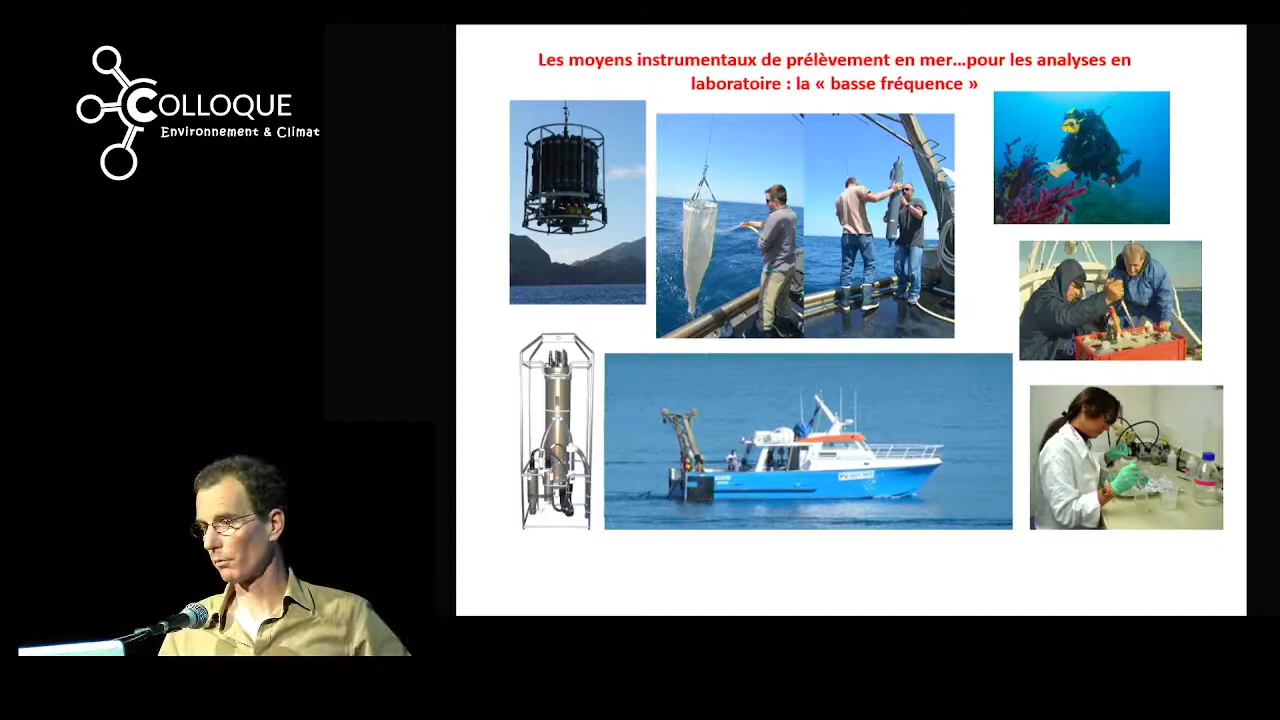 COLLOQUE
Environnement & Climat
Les moyens instrumentaux de prélèvement en mer…pour les analyses en
laboratoire : la « basse fréquence »